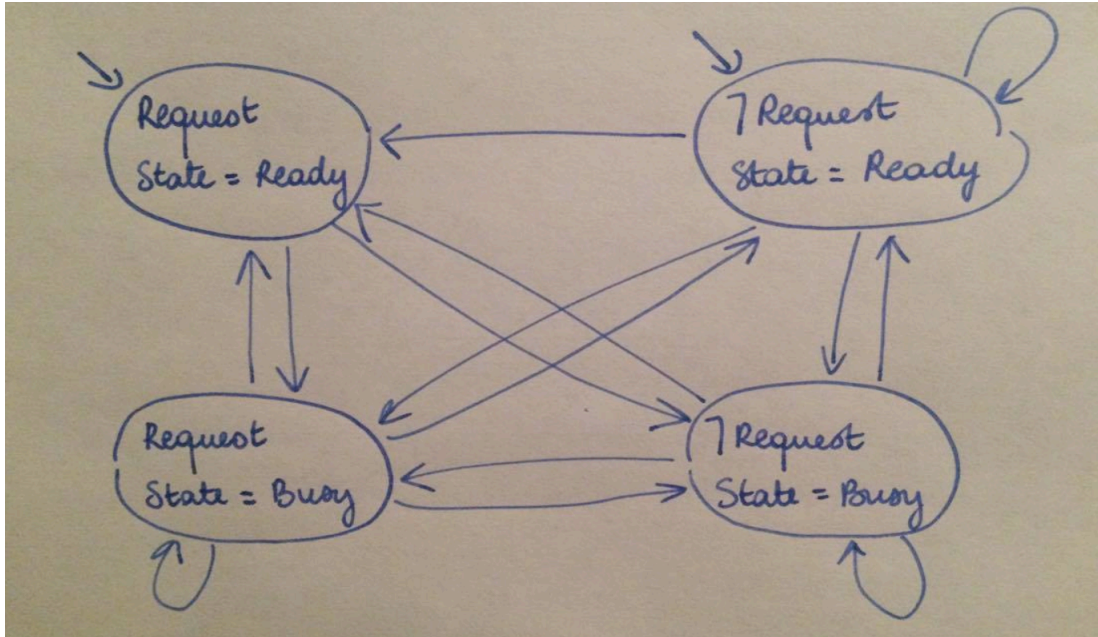 Request
State = Ready
¬Request
State = Ready
Request
State = Busy
¬Request
State = Busy